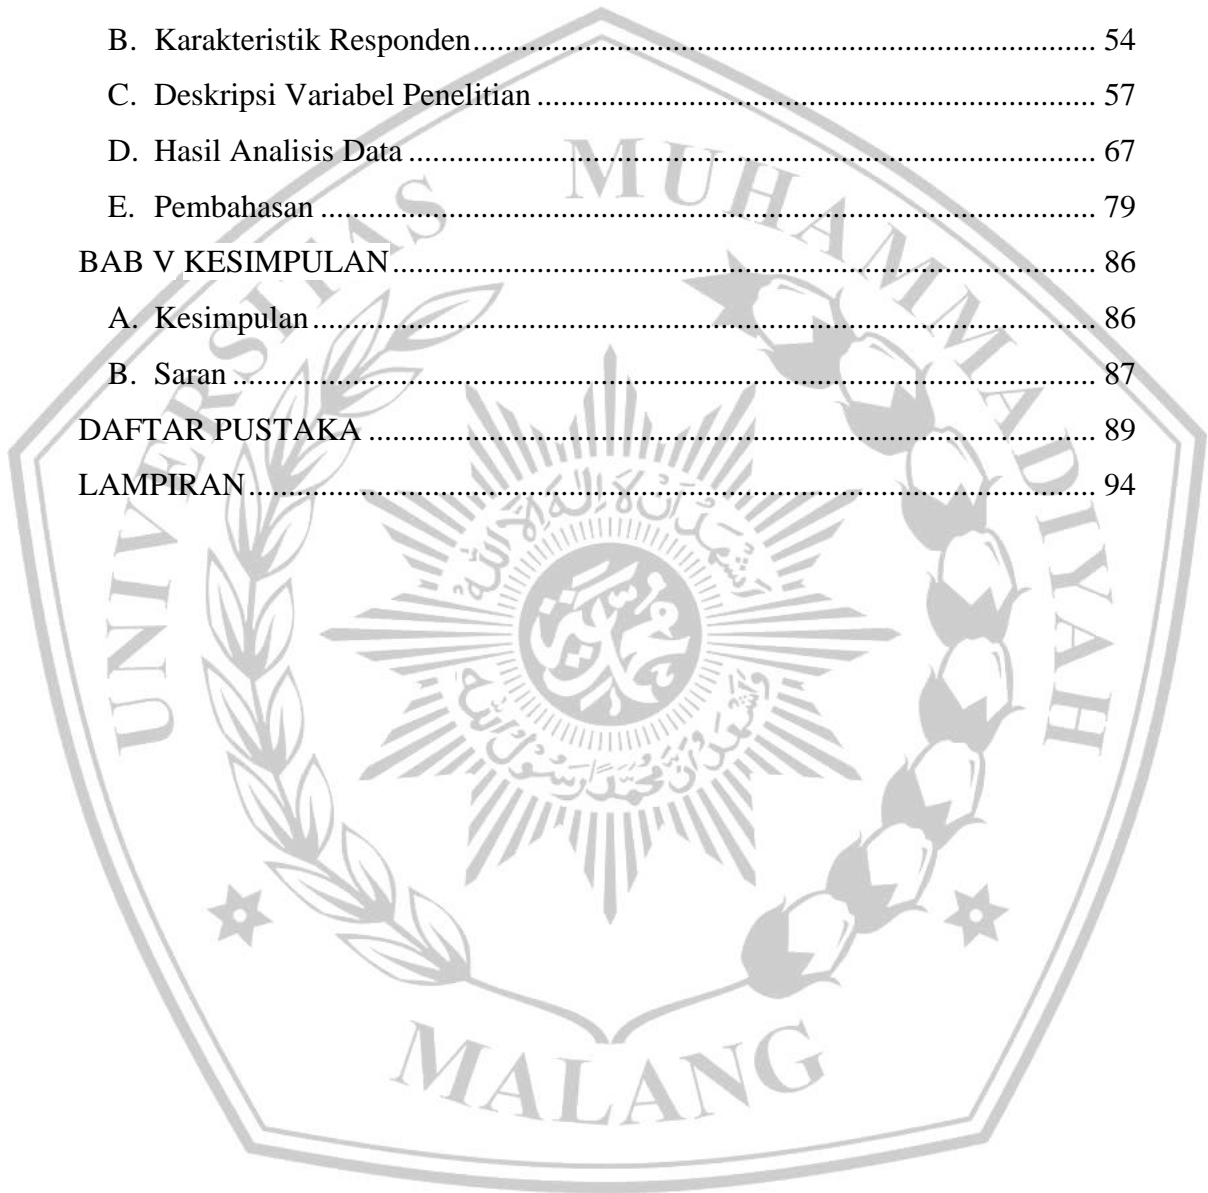 B. Karakteristik Responden........................................................................... 54
C. Deskripsi Variabel Penelitian ................................................................... 57
D. Hasil Analisis Data ................................................................................... 67
E. Pembahasan .............................................................................................. 79
BAB V KESIMPULAN..................................................................................... 86
A. Kesimpulan............................................................................................... 86
B. Saran ......................................................................................................... 87
DAFTAR PUSTAKA ........................................................................................ 89
LAMPIRAN....................................................................................................... 94
UNIVERSITAS MUHAMMADIYAH
MALANG